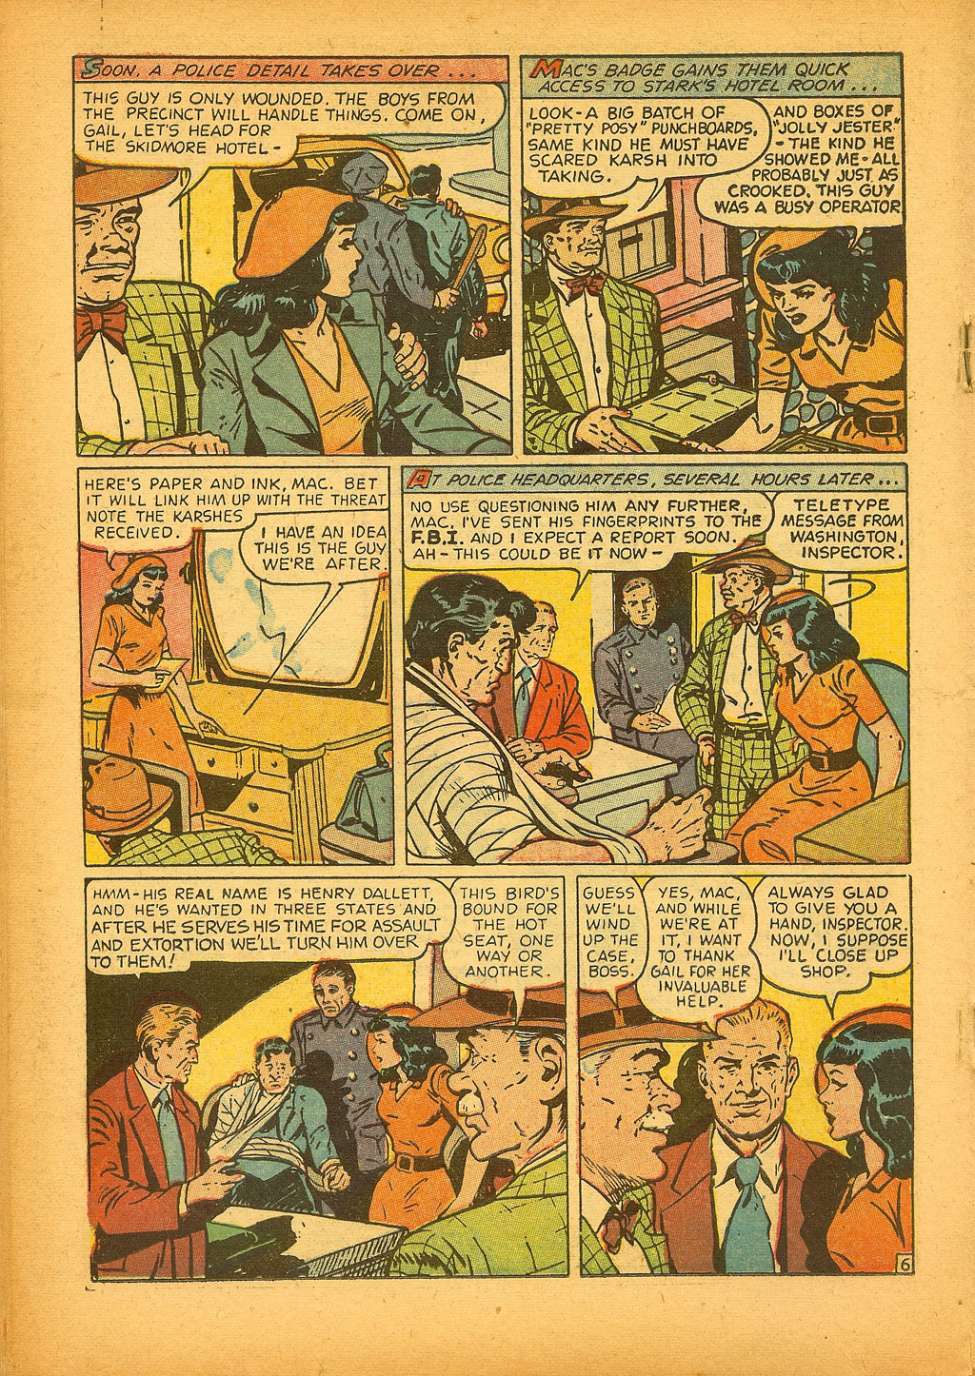 SOON, A POLICE DETAIL TAKES OVER...
THIS GUY IS ONLY WOUNDED. THE BOYS FROM
THE PRECINCT WILL HANDLE THINGS. COME ON,
GAIL, LET'S HEAD FOR
THE SKIDMORE HOTEL-
MAC'S BADGE GAINS THEM QUICK
ACCESS TO STARK'S HOTEL ROOM...
LOOK-A BIG BATCH OF
"PRETTY POSY" PUNCHBOARDS,
SAME KIND HE MUST HAVE
SCARED KARSH INTO
TAKING.
AND BOXES OF
"JOLLY JESTER"
-THE KIND HE
SHOWED ME-ALL
PROBABLY JUST AS
CROOKED. THIS GUY
WAS A BUSY OPERATOR
HERE'S PAPER AND INK, MAC. BET
IT WILL LINK HIM UP WITH THE THREAT
NOTE THE KARSHES
RECEIVED.
I HAVE AN IDEA
THIS IS THE GUY
WE'RE AFTER.
AT POLICE HEADQUARTERS, SEVERAL HOURS LATER...
NO USE QUESTIONING HIM ANY FURTHER,
MAC. I'VE SENT HIS FINGERPRINTS TO THE
F.B.I. AND I EXPECT A REPORT SOON.
AH-THIS COULD BE IT NOW-
TELETYPE
MESSAGE FROM
WASHINGTON,
INSPECTOR.
HMM-HIS REAL NAME IS HENRY DALLETT,
AND HE'S WANTED IN THREE STATES AND
AFTER HE SERVES HIS TIME FOR ASSAULT
AND EXTORTION WE'LL TURN HIM OVER
TO THEM!
THIS BIRD'S
BOUND FOR
THE HOT
SEAT, ONE
WAY OR
ANOTHER.
GUESS
WE'LL
WIND
UP THE
CASE,
BOSS.
YES, MAC,
AND WHILE
WE'RE AT
IT, I WANT
TO THANK
GAIL FOR HER
INVALUABLE
HELP.
ALWAYS GLAD
TO GIVE YOU A
HAND, INSPECTOR.
NOW, I SUPPOSE
I'LL CLOSE UP
SHOP.
6